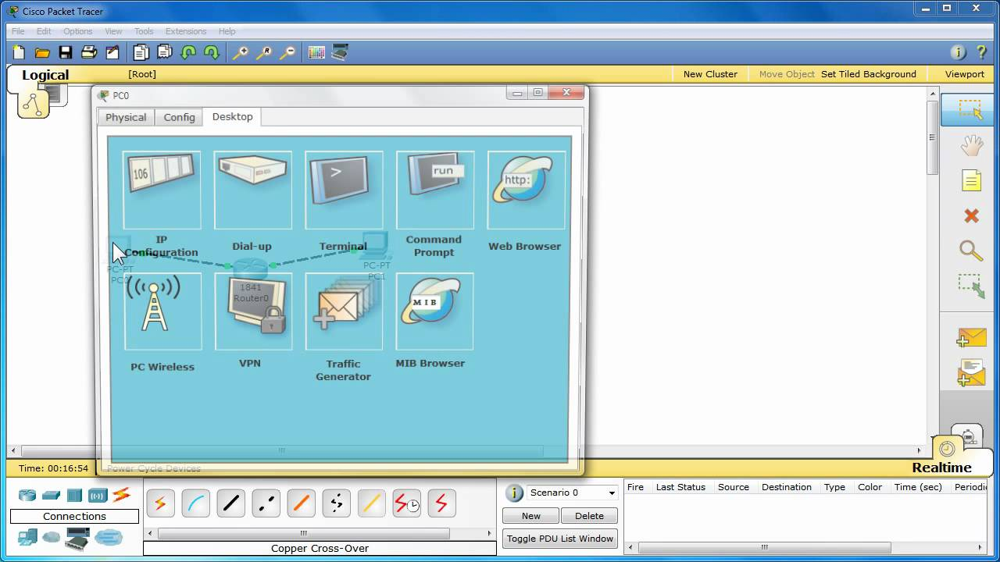 Cisco Packet Tracer
File Edit Options View Tools Extensions Help
Logical [Root] New Cluster Move Object Set Tiled Background Viewport
PC0
Physical Config Desktop
106
>
run
http:
IP
Configuration
Dial-up
Terminal
Command
Prompt
Web Browser
PC-PT
PC0
PC-PT
PC1
1841
Router0
MIB
PC Wireless
VPN
Traffic
Generator
MIB Browser
Time: 00:16:54 Power Cycle Devices
Realtime
Connections
Copper Cross-Over
Scenario 0
New Delete
Toggle PDU List Window
Fire Last Status Source Destination Type Color Time (sec) Periodi